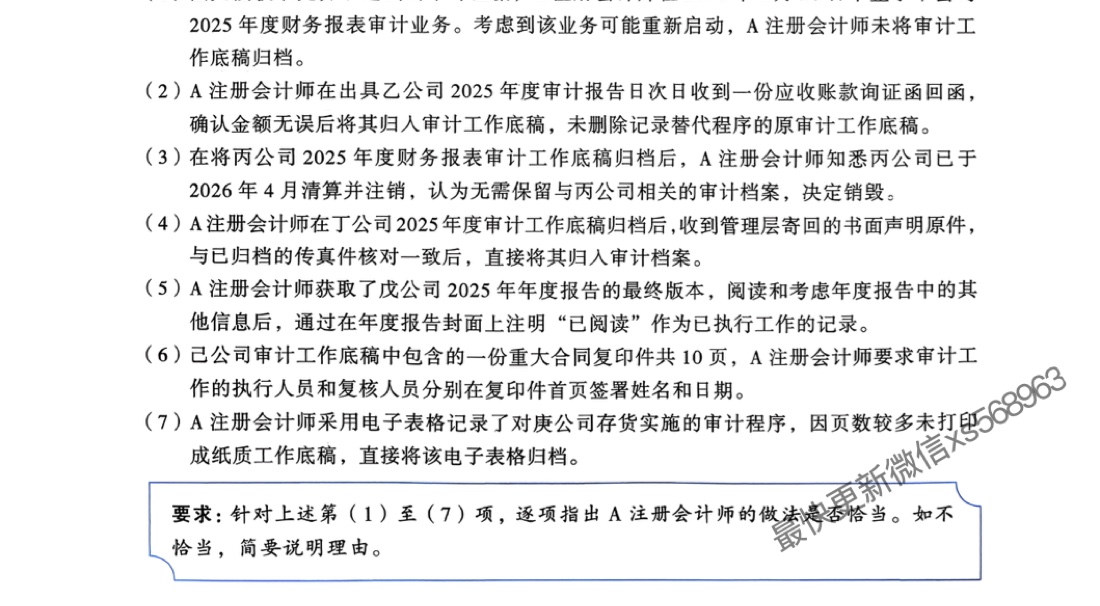 2025 年度财务报表审计业务。考虑到该业务可能重新启动，A 注册会计师未将审计工
作底稿归档。
（2）A 注册会计师在出具乙公司 2025 年度审计报告日次日收到一份应收账款询证函回函，
确认金额无误后将其归入审计工作底稿，未删除记录替代程序的原审计工作底稿。
（3）在将丙公司 2025 年度财务报表审计工作底稿归档后，A 注册会计师知悉丙公司已于
2026 年 4 月清算并注销，认为无需保留与丙公司相关的审计档案，决定销毁。
（4）A注册会计师在丁公司2025年度审计工作底稿归档后，收到管理层寄回的书面声明原件，
与已归档的传真件核对一致后，直接将其归入审计档案。
（5）A 注册会计师获取了戊公司 2025 年年度报告的最终版本，阅读和考虑年度报告中的其
他信息后，通过在年度报告封面上注明“已阅读”作为已执行工作的记录。
（6）己公司审计工作底稿中包含的一份重大合同复印件共 10 页，A 注册会计师要求审计工
作的执行人员和复核人员分别在复印件首页签署姓名和日期。
（7）A 注册会计师采用电子表格记录了对庚公司存货实施的审计程序，因页数较多未打印
成纸质工作底稿，直接将该电子表格归档。
要求：针对上述第（1）至（7）项，逐项指出 A 注册会计师的做法是否恰当。如不
恰当，简要说明理由。
最快更新微信xs568963